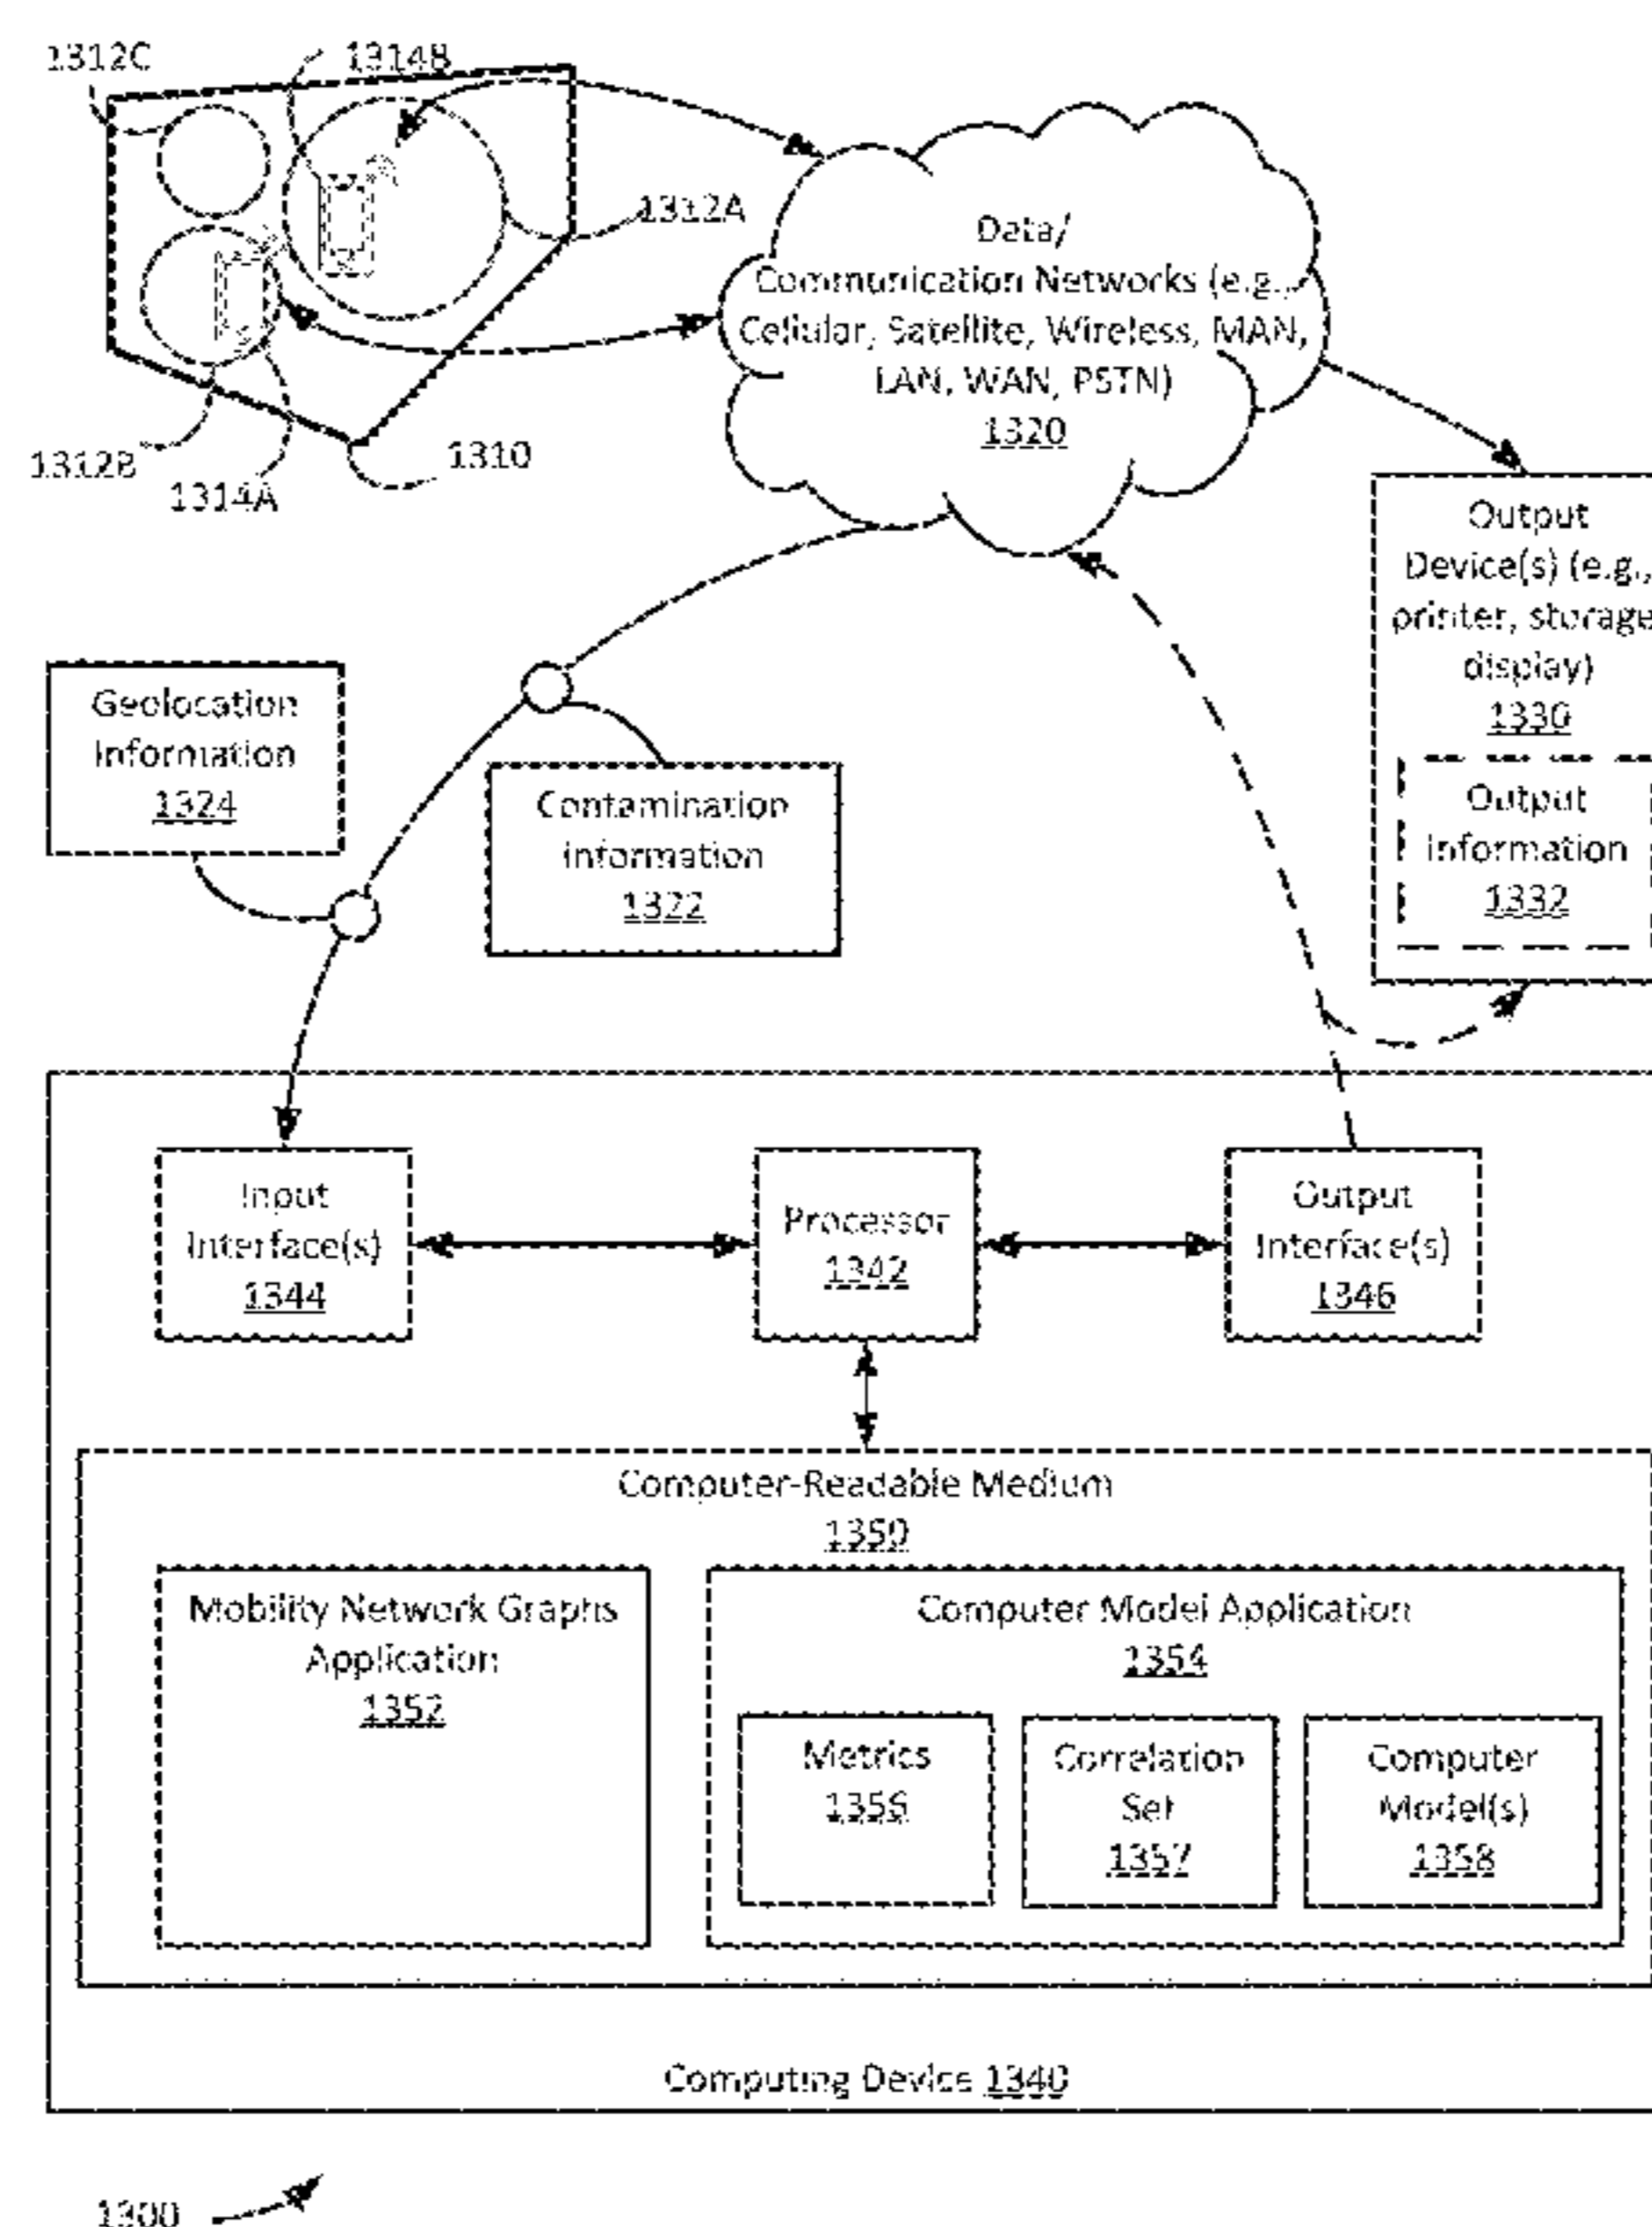 1312C
1314B
1312A
1312B
1314A
1310
Data/
Communication Networks (e.g.,
Cellular, Satellite, Wireless, MAN,
LAN, WAN, PSTN)
1320
Output
Device(s) (e.g.,
printer, storage
display)
1330
Output
Information
1332
Geolocation
Information
1324
Contamination
Information
1322
Input
Interface(s)
1344
Processor
1342
Output
Interface(s)
1346
Computer-Readable Medium
1350
Mobility Network Graphs
Application
1352
Computer Model Application
1354
Metrics
1356
Correlation
Set
1357
Computer
Model(s)
1358
Computing Device 1340
1300